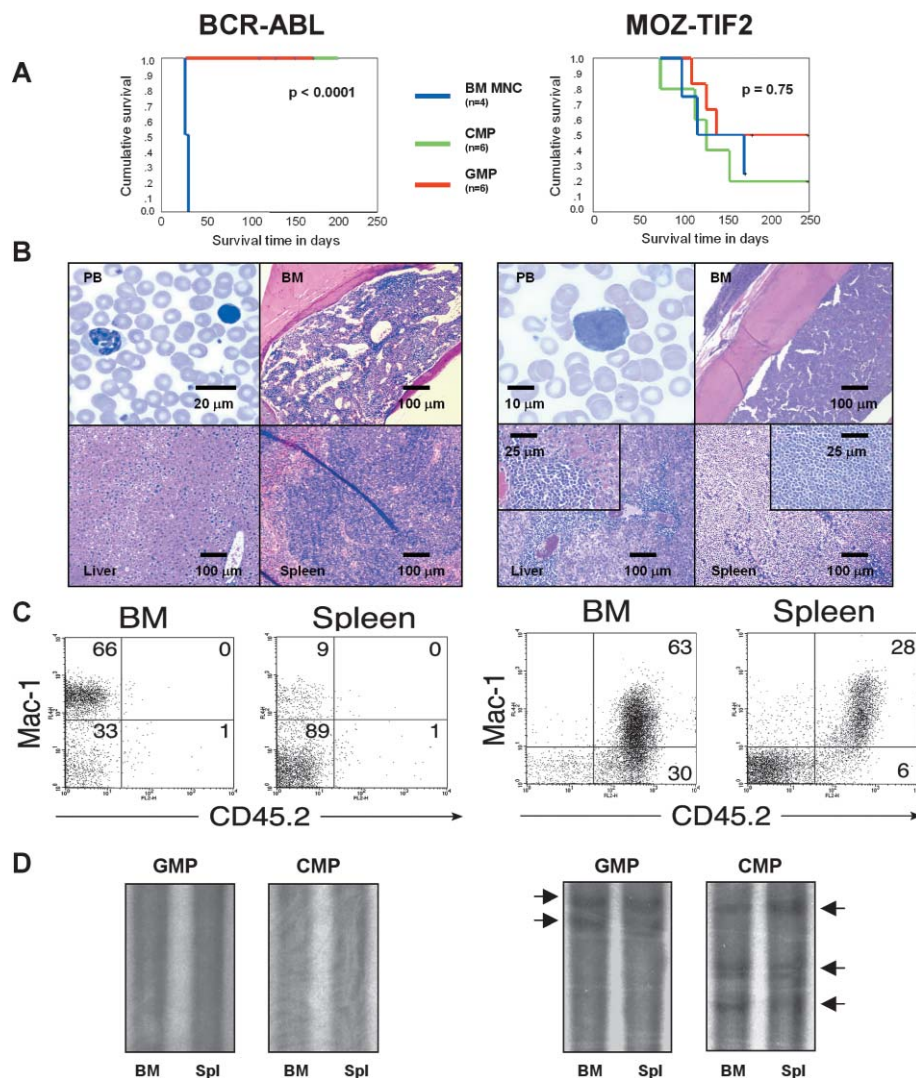 BCR-ABL
MOZ-TIF2
A
Cumulative survival
1.0
.9
.8
.7
.6
.5
.4
.3
.2
.1
0.0
p < 0.0001
0 50 100 150 200 250
Survival time in days
BM MNC
(n=4)
CMP
(n=6)
GMP
(n=6)
Cumulative survival
1.0
.9
.8
.7
.6
.5
.4
.3
.2
.1
0.0
p = 0.75
0 50 100 150 200 250
Survival time in days
B
PB
20 μm
BM
100 μm
Liver
100 μm
Spleen
100 μm
PB
10 μm
BM
100 μm
25 μm
Liver
100 μm
25 μm
Spleen
100 μm
C
BM
Spleen
Mac-1
66 0
33 1
9 0
89 1
CD45.2
BM
Spleen
Mac-1
63
30
28
6
CD45.2
D
GMP
CMP
BM Spl
BM Spl
GMP
CMP
BM Spl
BM Spl